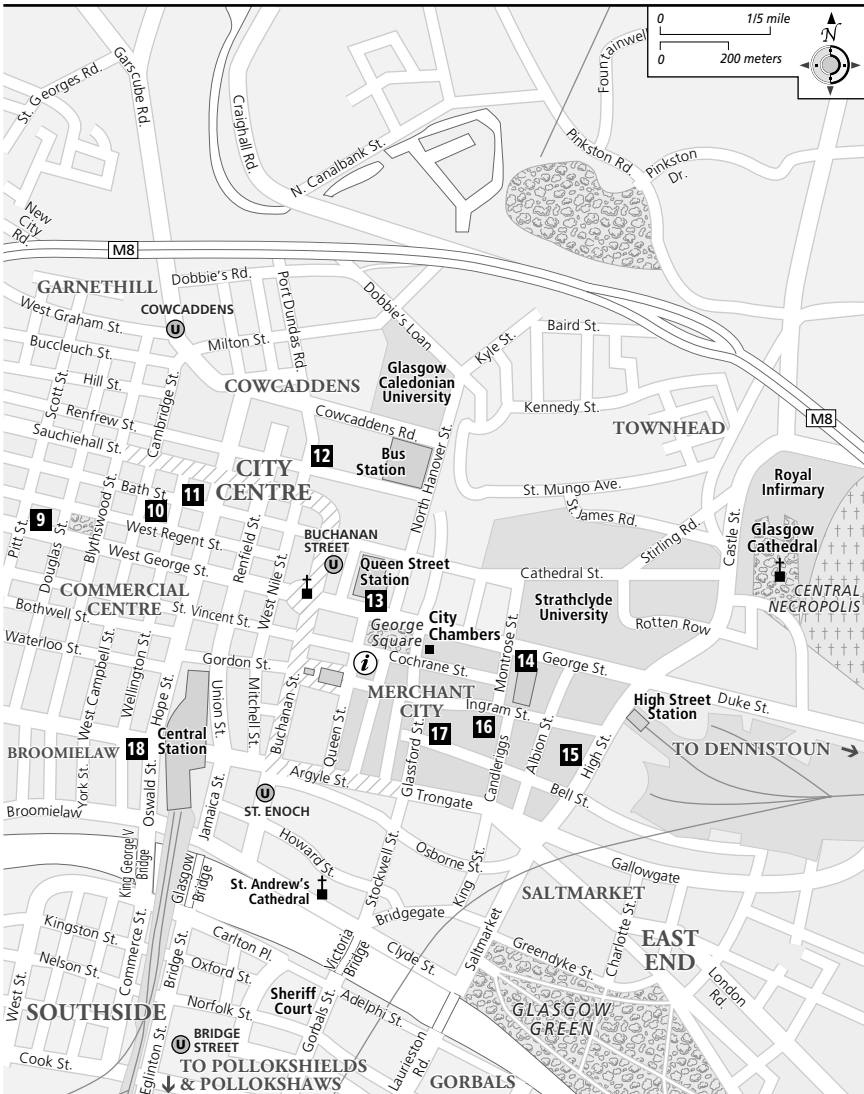 0 1/5 mile
0 200 meters
N
St. Georges Rd.
Garscube Rd.
Craighall Rd.
N. Canalbank St.
Fountainwell
Pinkston Rd.
Pinkston
Dr.
New
City
Rd.
M8
GARNETHILL
Dobbie's Rd.
Port Dundas Rd.
Dobbie's Loan
COWCADDENS
U
West Graham St.
Milton St.
Buccleuch St.
Kyle St.
Baird St.
Hill St.
Scott St.
Cambridge St.
COWCADDENS
Glasgow
Caledonian
University
Renfrew St.
Cowcaddens Rd.
Kennedy St.
TOWNHEAD
M8
Sauchiehall St.
12
Bus
Station
North Hanover St.
CITY
CENTRE
Royal
Infirmary
Bath St.
11
10
9
Blythswood St.
St. Mungo Ave.
St. James Rd.
Stirling Rd.
Castle St.
Glasgow
Cathedral
Pitt St.
Douglas St.
West Regent St.
Renfield St.
BUCHANAN
STREET
U
West George St.
West Nile St.
Queen Street
Station
13
Cathedral St.
CENTRAL
NECROPOLIS
COMMERCIAL
CENTRE
Strathclyde
University
Bothwell St.
St. Vincent St.
Rotten Row
George
Square
City
Chambers
Montrose St.
Waterloo St.
West Campbell St.
Wellington St.
Gordon St.
i
Cochrane St.
14
George St.
Hope St.
Union St.
Mitchell St.
Buchanan St.
Queen St.
MERCHANT
CITY
Ingram St.
High Street
Station
Duke St.
BROOMIELAW
18
Central
Station
17
16
Glassford St.
Candleriggs
Albion St.
15
High St.
TO DENNISTOUN
York St.
Oswald St.
Argyle St.
Trongate
Bell St.
Broomielaw
Jamaica St.
U
ST. ENOCH
King George V
Bridge
Glasgow
Bridge
Howard St.
Stockwell St.
Osborne St.
King St.
Gallowgate
St. Andrew's
Cathedral
SALTMARKET
Bridgegate
Saltmarket
Charlotte St.
EAST
END
Kingston St.
Commerce St.
Carlton Pl.
Victoria
Bridge
Clyde St.
Greendyke St.
London
Rd.
Nelson St.
Bridge St.
Oxford St.
West St.
Norfolk St.
Sheriff
Court
Gorbals St.
Adelphi St.
GLASGOW
GREEN
SOUTHSIDE
U
BRIDGE
STREET
Laurieston
Rd.
Cook St.
Eglinton St.
TO POLLOKSHIELDS
& POLLOKSHAWS
GORBALS